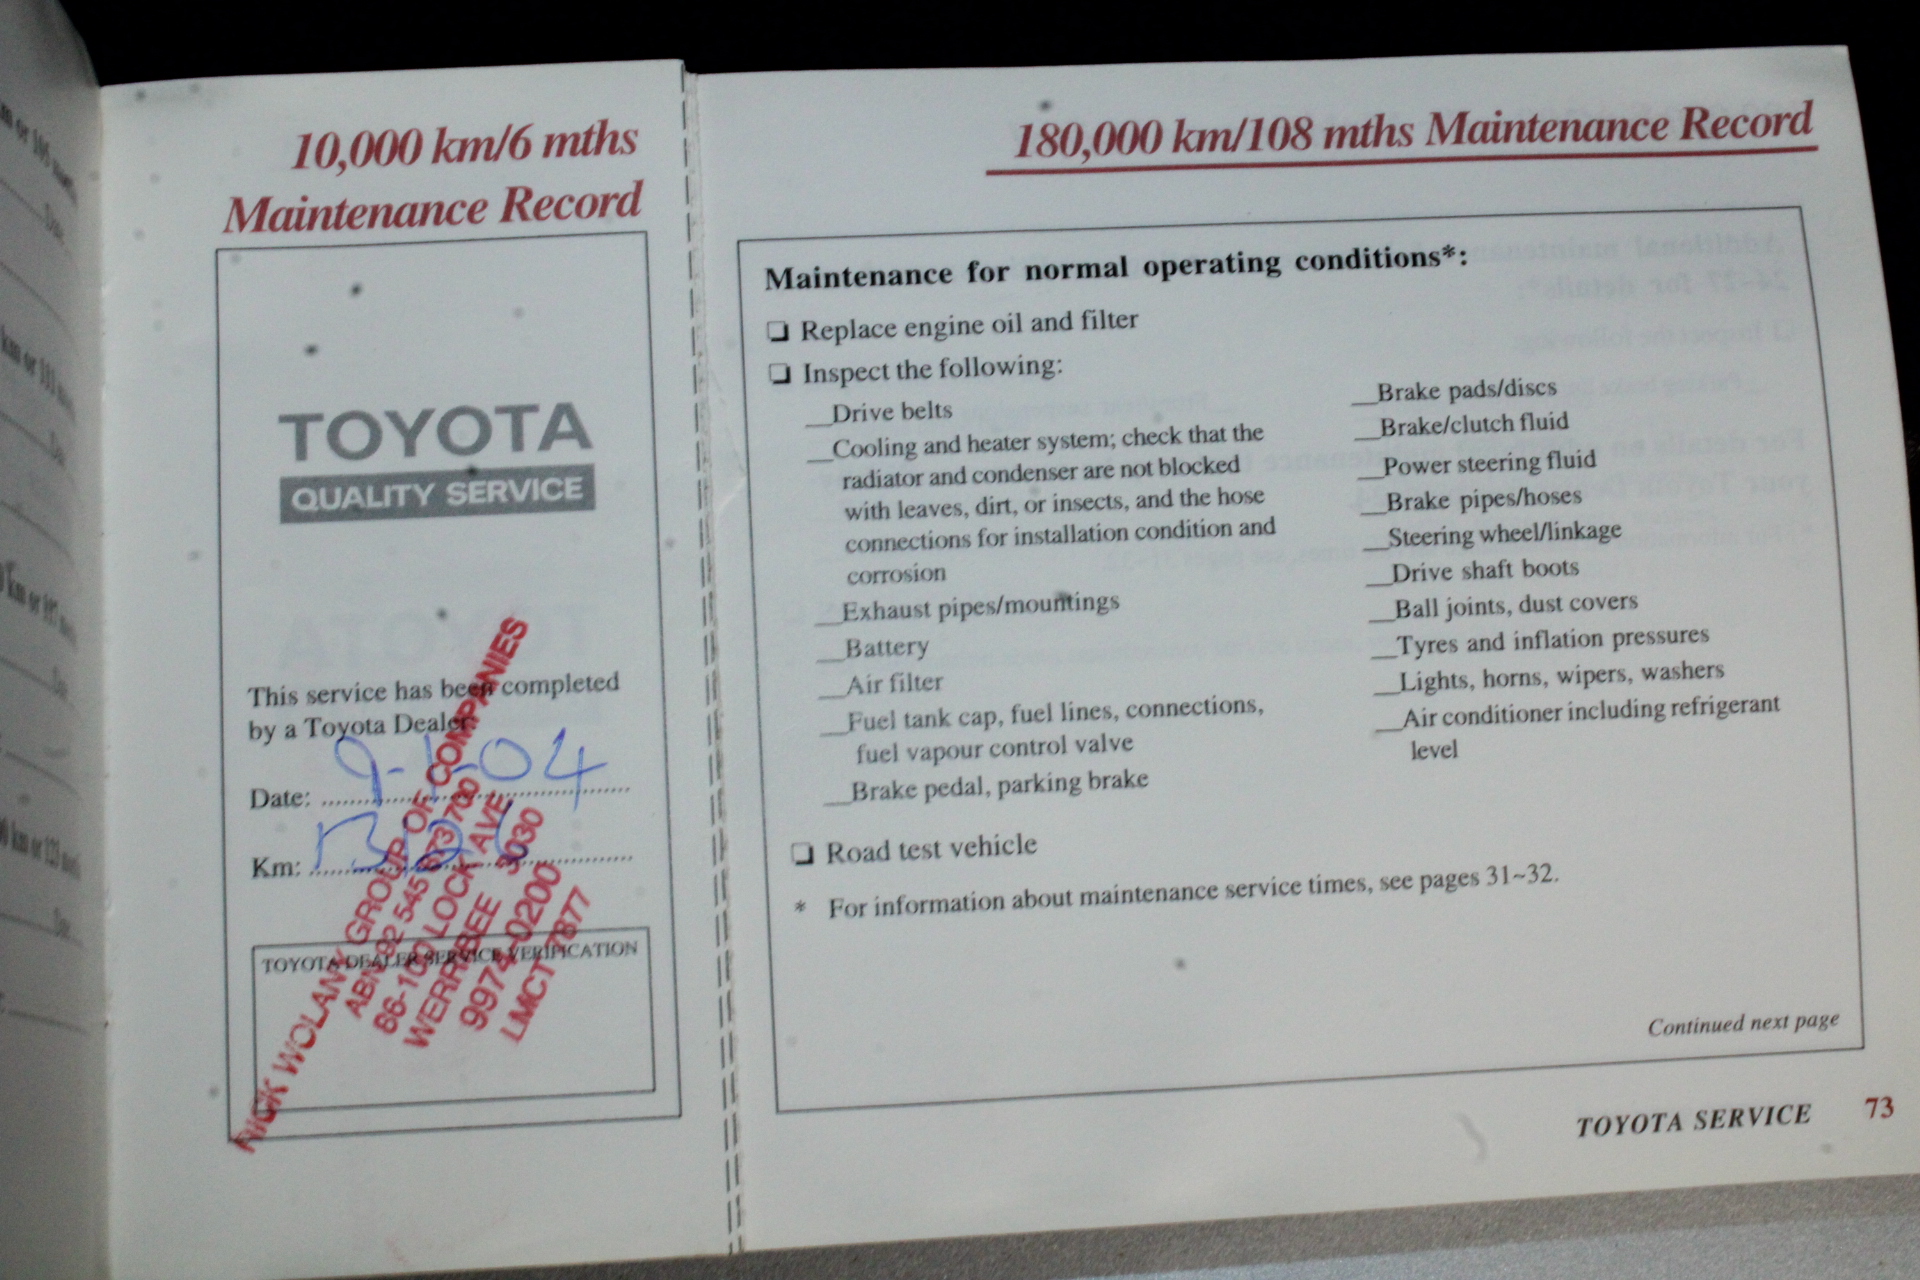 10,000 km/6 mths
Maintenance Record
TOYOTA
QUALITY SERVICE
This service has been completed
by a Toyota Dealer.
Date: 9-1-04
Km:
TOYOTA DEALER SERVICE VERIFICATION
NICK WOLANY GROUP OF COMPANIES
ABN 92 545 873 700
86-100 LOCK AVE
WERRIBEE 3030
9974-0200
LMCT 7877
180,000 km/108 mths Maintenance Record
Maintenance for normal operating conditions*:
❏ Replace engine oil and filter
❏ Inspect the following:
__Drive belts
__Cooling and heater system; check that the
radiator and condenser are not blocked
with leaves, dirt, or insects, and the hose
connections for installation condition and
corrosion
__Exhaust pipes/mountings
__Battery
__Air filter
__Fuel tank cap, fuel lines, connections,
fuel vapour control valve
__Brake pedal, parking brake
__Brake pads/discs
__Brake/clutch fluid
__Power steering fluid
__Brake pipes/hoses
__Steering wheel/linkage
__Drive shaft boots
__Ball joints, dust covers
__Tyres and inflation pressures
__Lights, horns, wipers, washers
__Air conditioner including refrigerant
level
❏ Road test vehicle
* For information about maintenance service times, see pages 31~32.
Continued next page
TOYOTA SERVICE 73